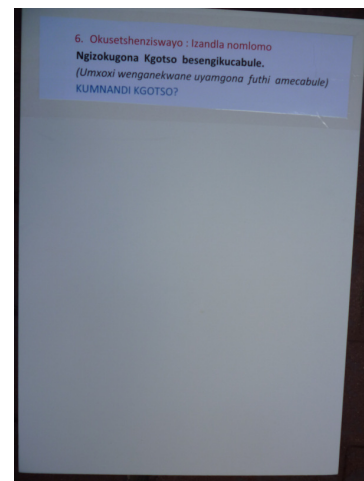 6. Okusetshenziswayo : Izandla nomlomo
Ngizokugona Kgotso besengikucabule.
(Umxoxi wenganekwane uyamgona futhi amecabule)
KUMNANDI KGOTSO?